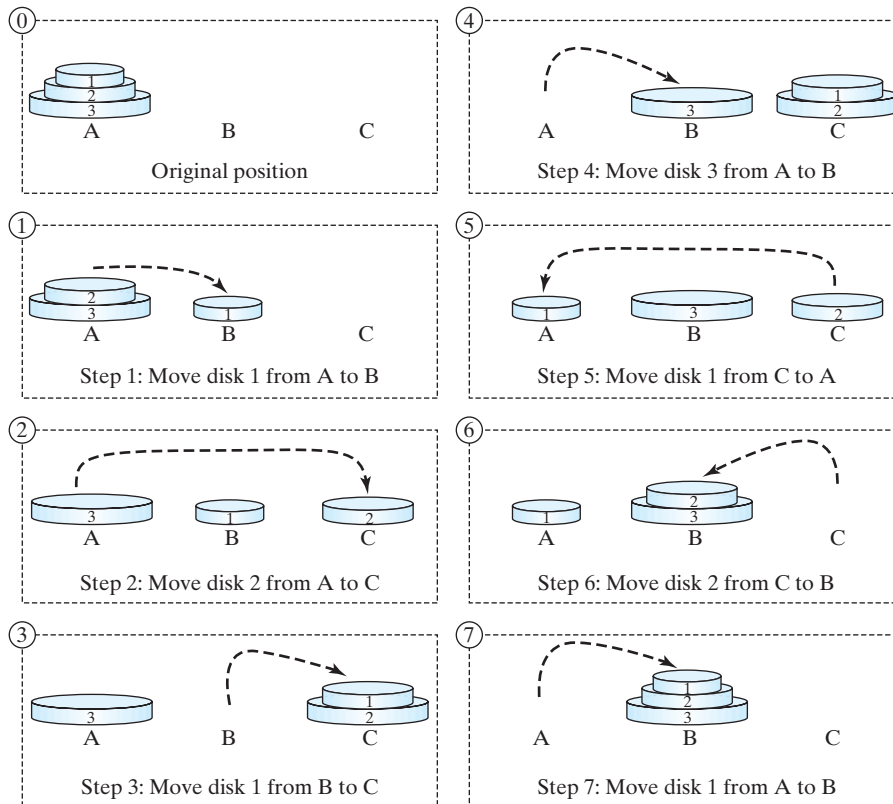 0
1
2
3
A B C
Original position
1
2
3
1
A B C
Step 1: Move disk 1 from A to B
2
3 1 2
A B C
Step 2: Move disk 2 from A to C
3
1
3 2
A B C
Step 3: Move disk 1 from B to C
4
1
3 2
A B C
Step 4: Move disk 3 from A to B
5
1 3 2
A B C
Step 5: Move disk 1 from C to A
6
2
1 3
A B C
Step 6: Move disk 2 from C to B
7
1
2
3
A B C
Step 7: Move disk 1 from A to B